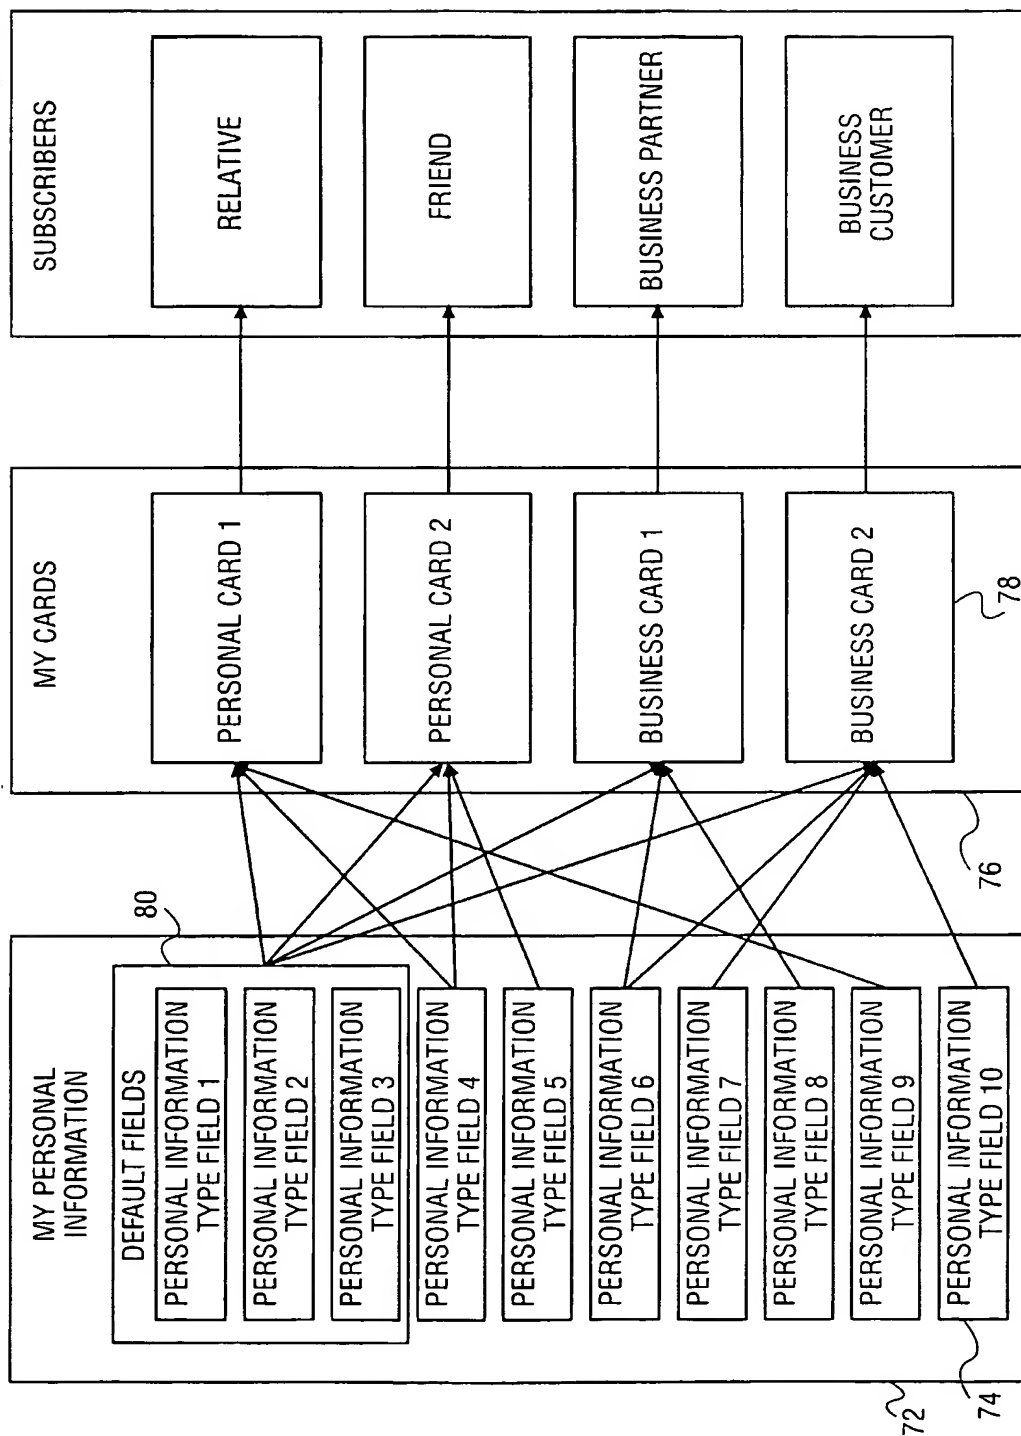 MY PERSONAL
INFORMATION
DEFAULT FIELDS
PERSONAL INFORMATION
TYPE FIELD 1
PERSONAL INFORMATION
TYPE FIELD 2
PERSONAL INFORMATION
TYPE FIELD 3
PERSONAL INFORMATION
TYPE FIELD 4
PERSONAL INFORMATION
TYPE FIELD 5
PERSONAL INFORMATION
TYPE FIELD 6
PERSONAL INFORMATION
TYPE FIELD 7
PERSONAL INFORMATION
TYPE FIELD 8
PERSONAL INFORMATION
TYPE FIELD 9
PERSONAL INFORMATION
TYPE FIELD 10
72
74
80
MY CARDS
PERSONAL CARD 1
PERSONAL CARD 2
BUSINESS CARD 1
BUSINESS CARD 2
76
78
SUBSCRIBERS
RELATIVE
FRIEND
BUSINESS PARTNER
BUSINESS
CUSTOMER